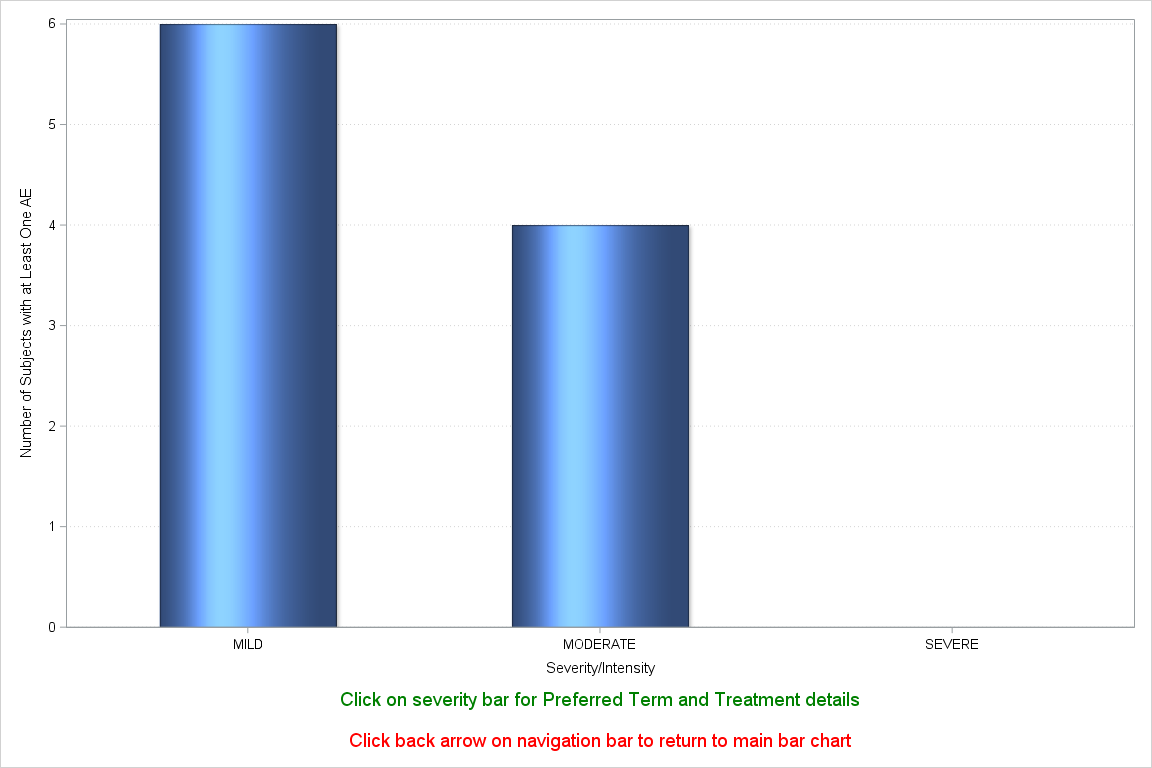 6
5
4
3
2
1
0
Number of Subjects with at Least One AE
MILD MODERATE SEVERE
Severity/Intensity
Click on severity bar for Preferred Term and Treatment details
Click back arrow on navigation bar to return to main bar chart